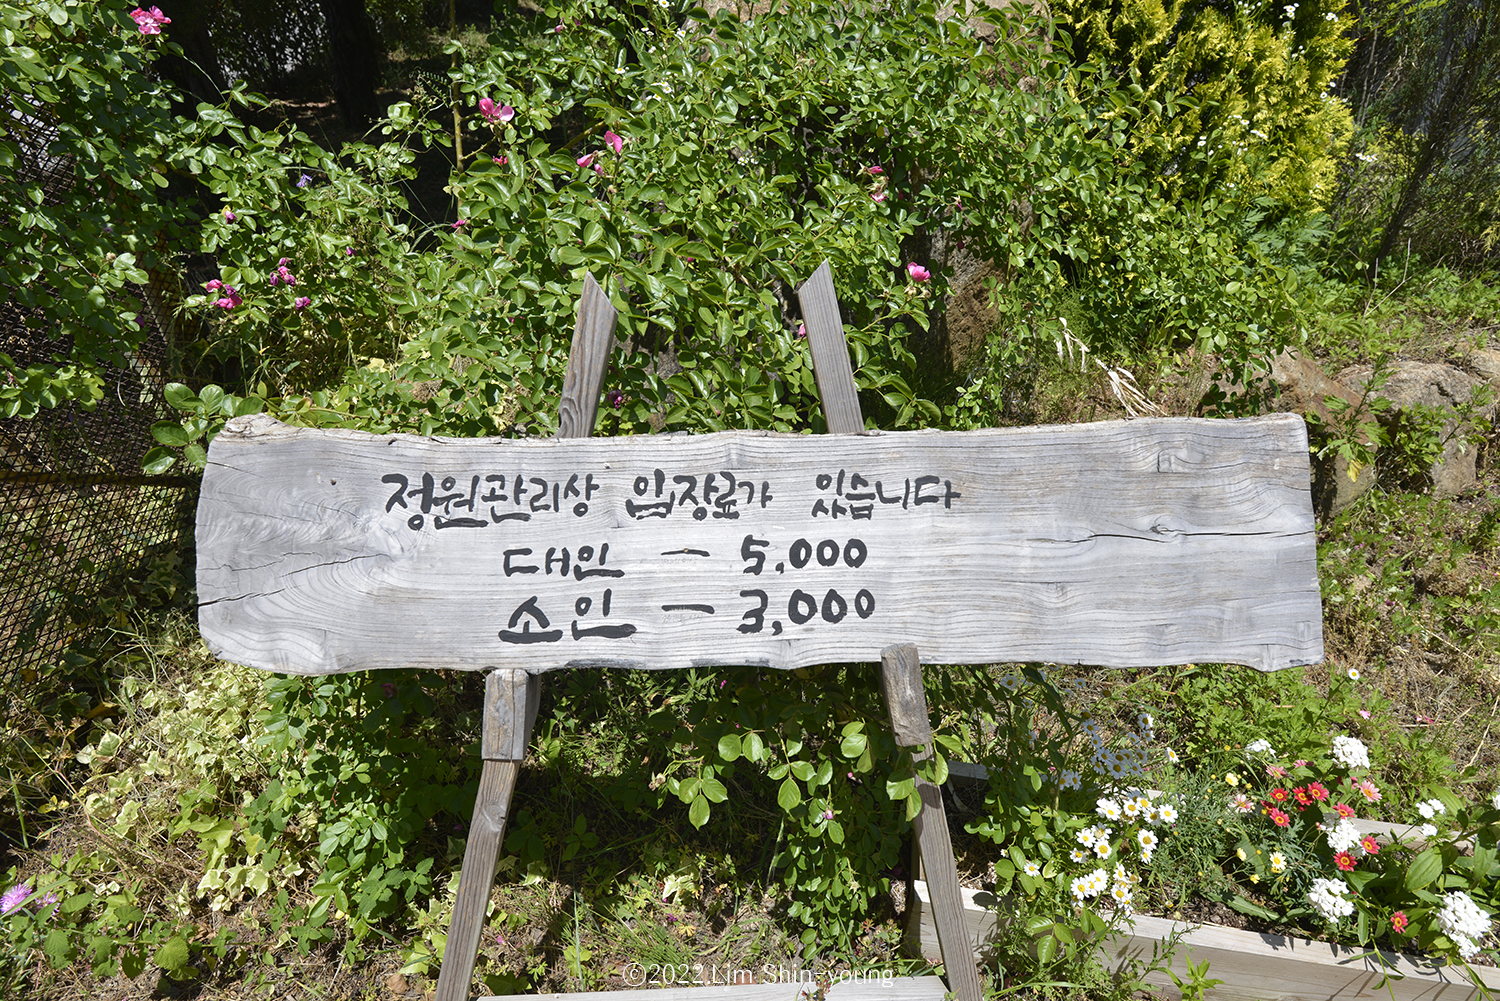 정원관리상 입장료가 있습니다
대인 — 5,000
소인 — 3,000
©2022.Lim Shin-young